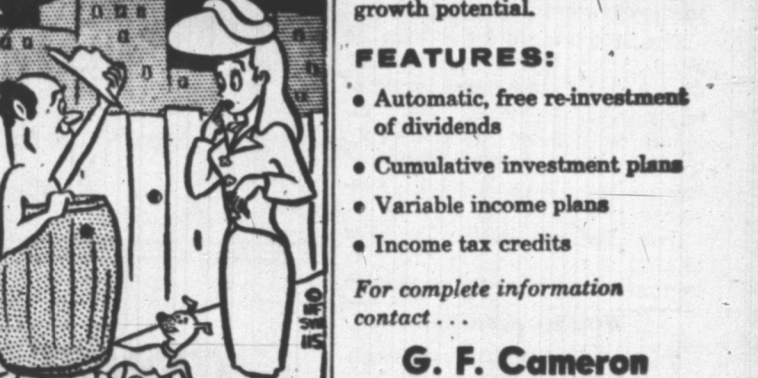 growth potential.
FEATURES:
• Automatic, free re-investment
of dividends
• Cumulative investment plans
• Variable income plans
• Income tax credits
For complete information
contact . . .
G. F. Cameron